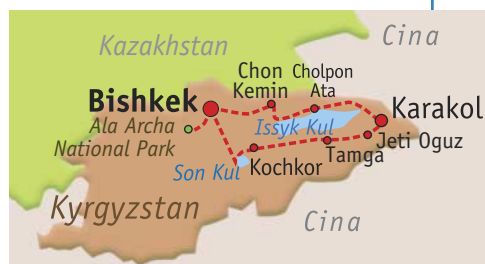 Kazakhstan
Cina
Chon
Kemin
Cholpon
Ata
Bishkek
Karakol
Ala Archa
National Park
Issyk Kul
Jeti Oguz
Tamga
Kochkor
Son Kul
Kyrgyzstan
Cina